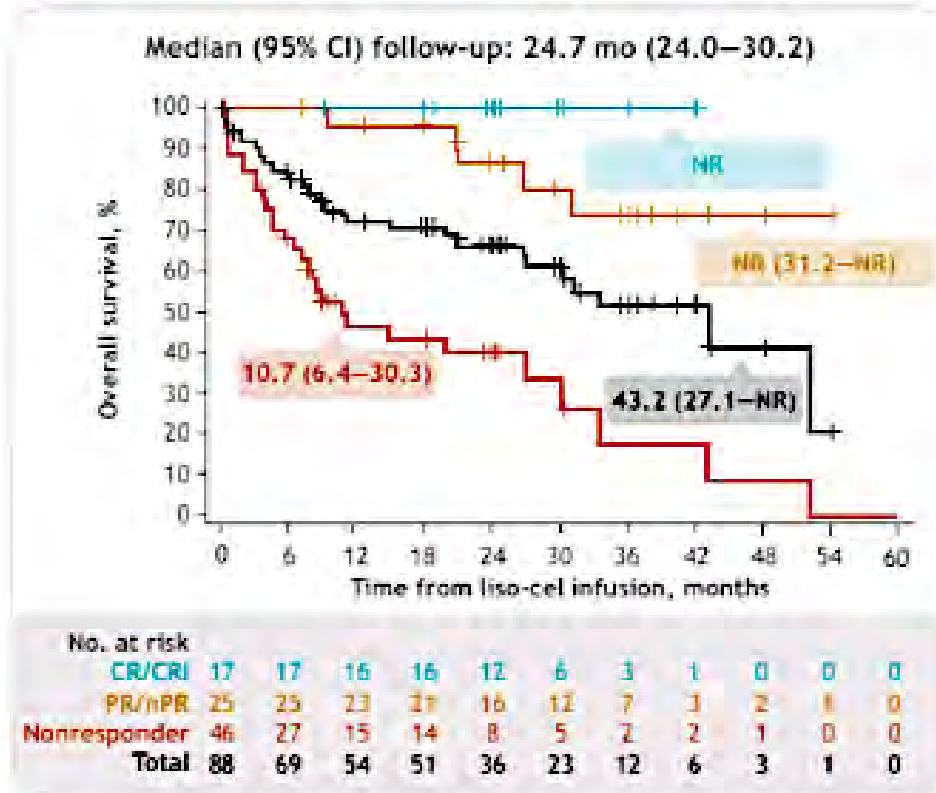 Median (95% CI) follow-up: 24.7 mo (24.0–30.2)
Overall survival, %
100
90
80
70
60
50
40
30
20
10
0
NR
NR (31.2–NR)
10.7 (6.4–30.3)
43.2 (27.1–NR)
0 6 12 18 24 30 36 42 48 54 60
Time from liso-cel infusion, months
No. at risk
CR/CRi 17 17 16 16 12 6 3 1 0 0 0
PR/nPR 25 25 23 21 16 12 7 3 2 1 0
Nonresponder 46 27 15 14 8 5 2 2 1 0 0
Total 88 69 54 51 36 23 12 6 3 1 0